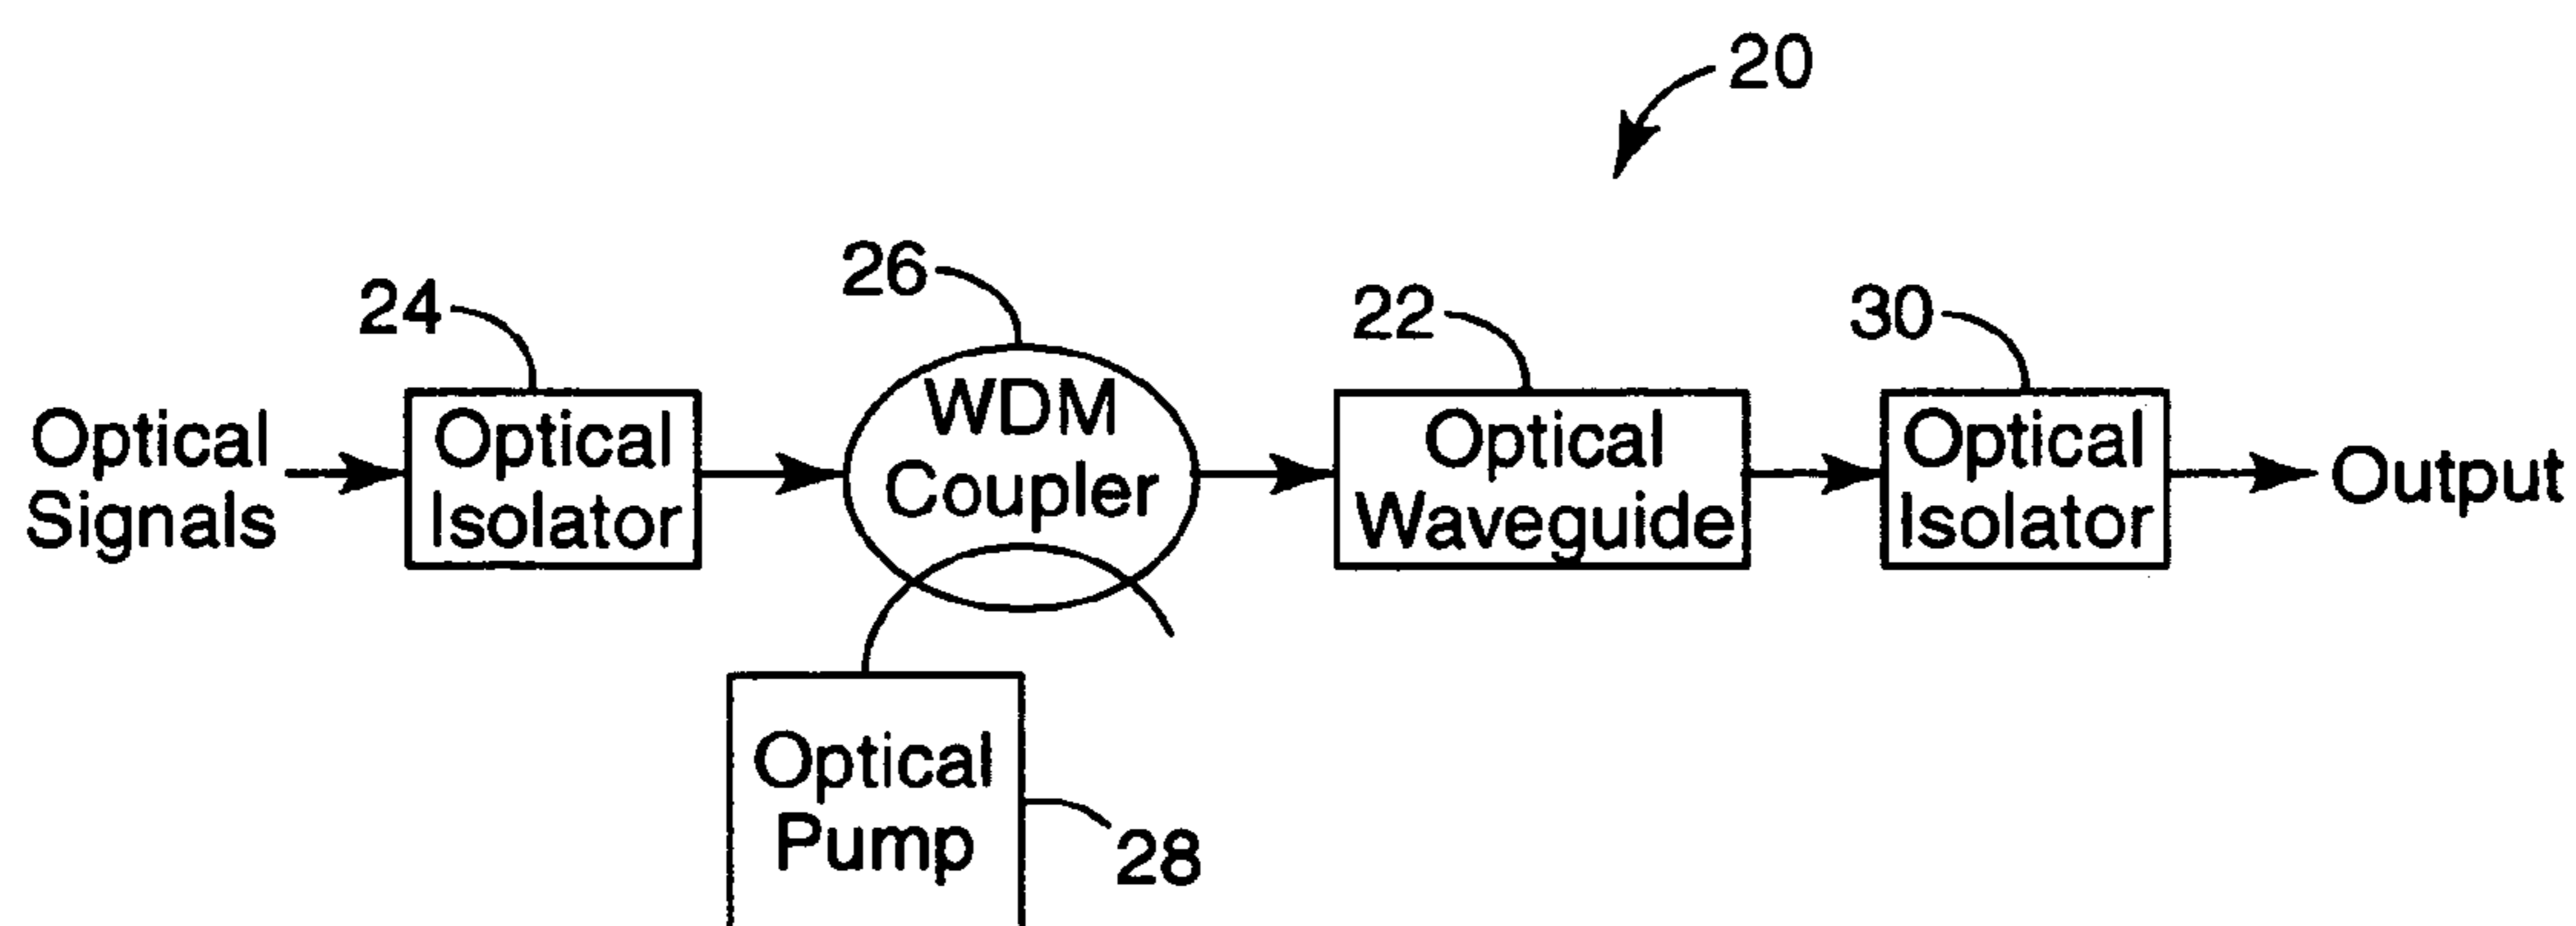 20
26
24
22
30
Optical
Signals
Optical
Isolator
WDM
Coupler
Optical
Waveguide
Optical
Isolator
Output
Optical
Pump
28